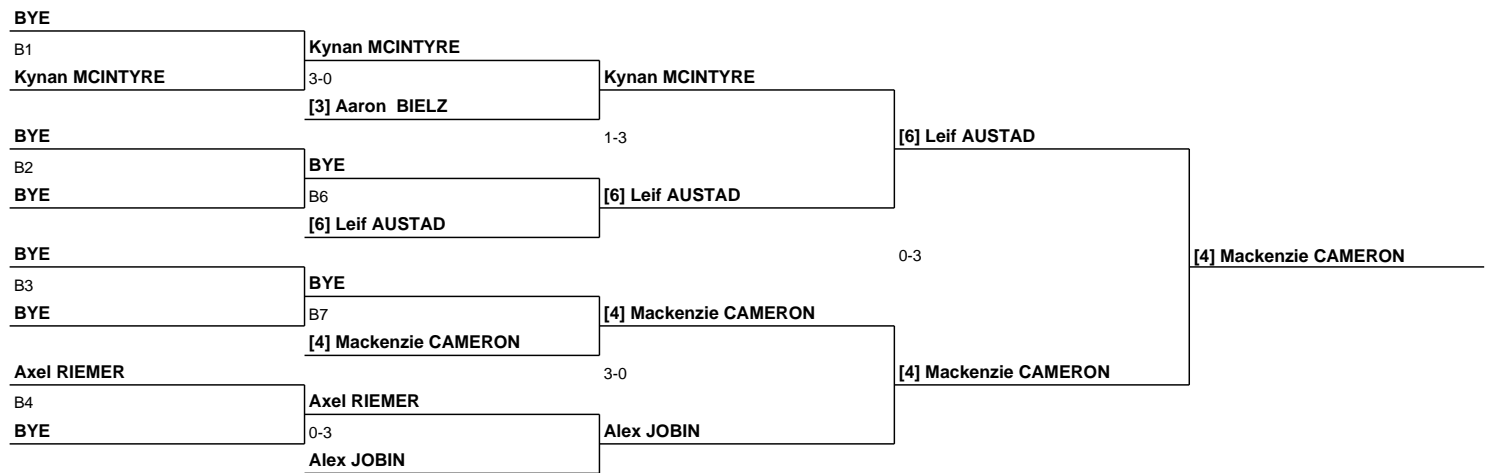 BYE
B1
Kynan MCINTYRE
Kynan MCINTYRE
3-0
Kynan MCINTYRE
[3] Aaron  BIELZ
BYE
1-3
[6] Leif AUSTAD
B2
BYE
BYE
B6
[6] Leif AUSTAD
[6] Leif AUSTAD
BYE
0-3
[4] Mackenzie CAMERON
B3
BYE
BYE
B7
[4] Mackenzie CAMERON
[4] Mackenzie CAMERON
Axel RIEMER
3-0
[4] Mackenzie CAMERON
B4
Axel RIEMER
BYE
0-3
Alex JOBIN
Alex JOBIN